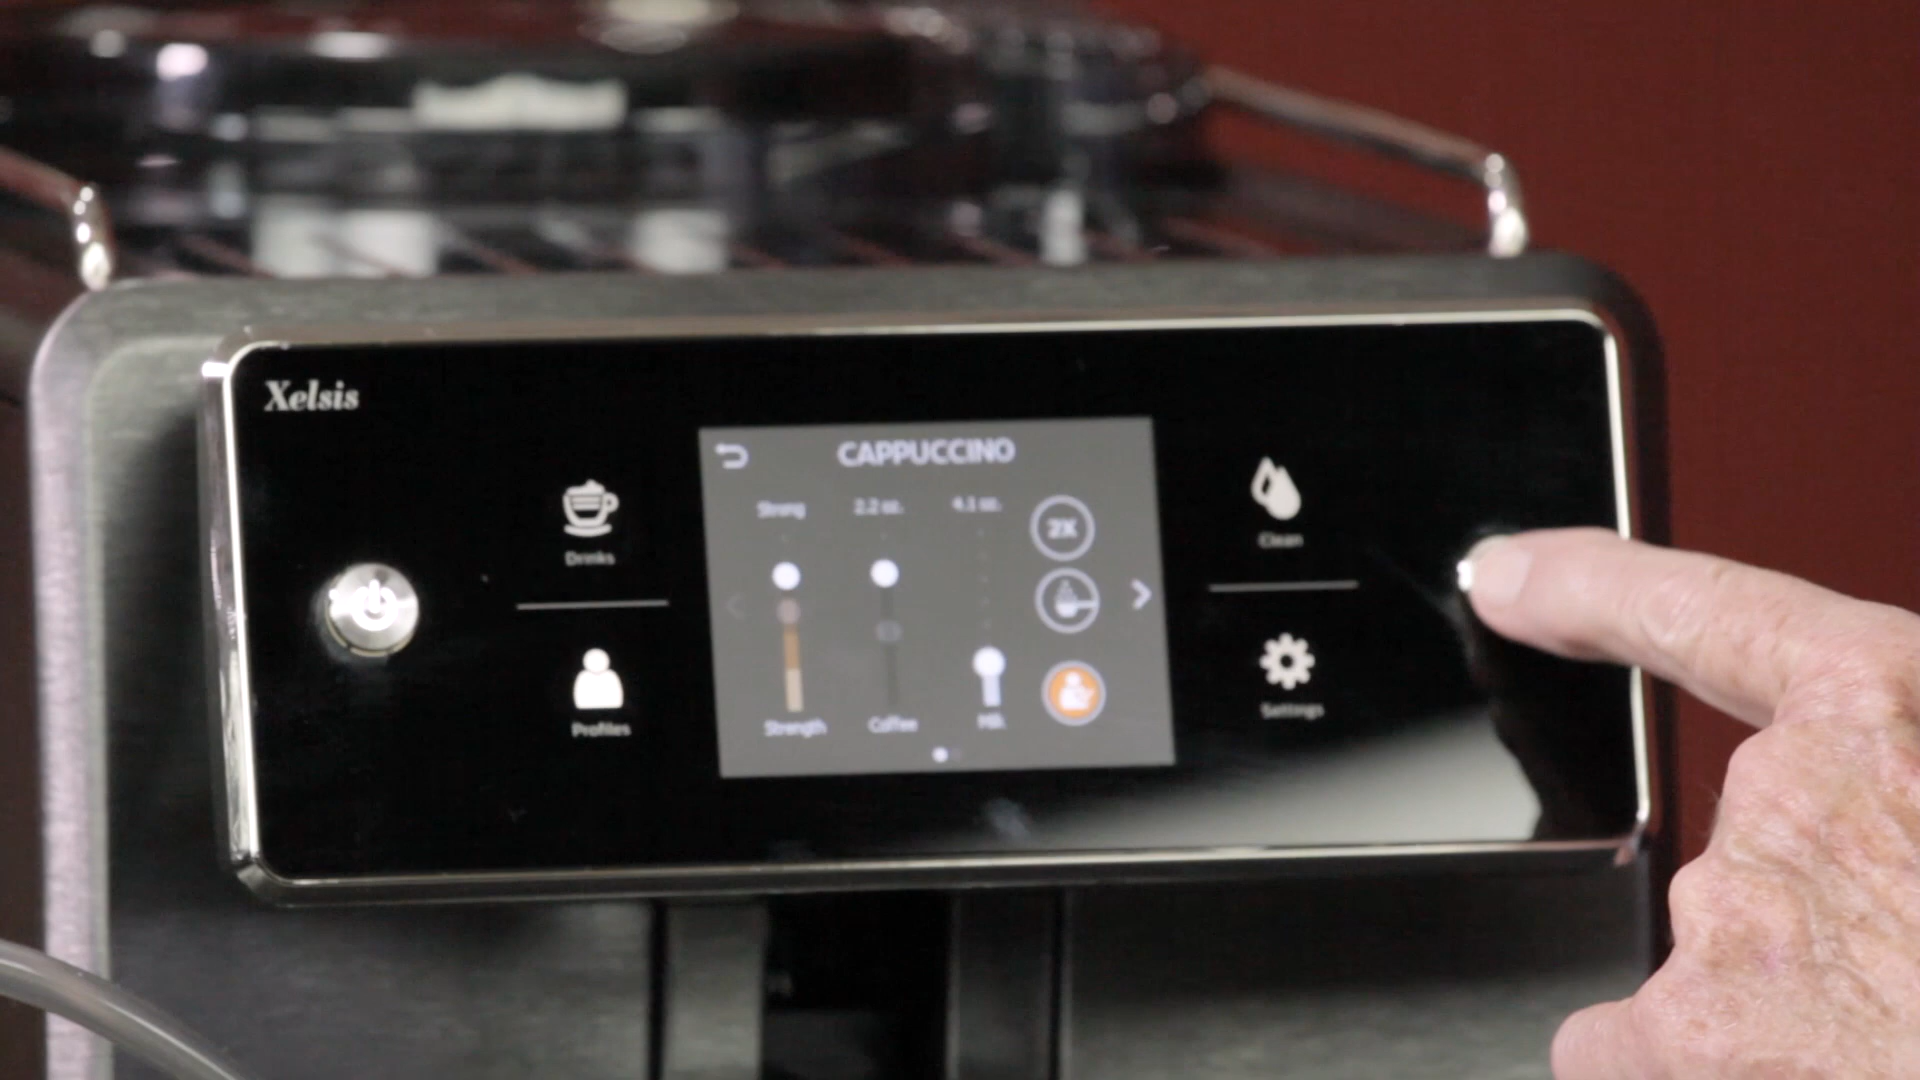 Xelsis
CAPPUCCINO
Strong 2.2 oz. 4.1 oz.
2X
Strength Coffee Milk
Drinks
Profiles
Clean
Settings